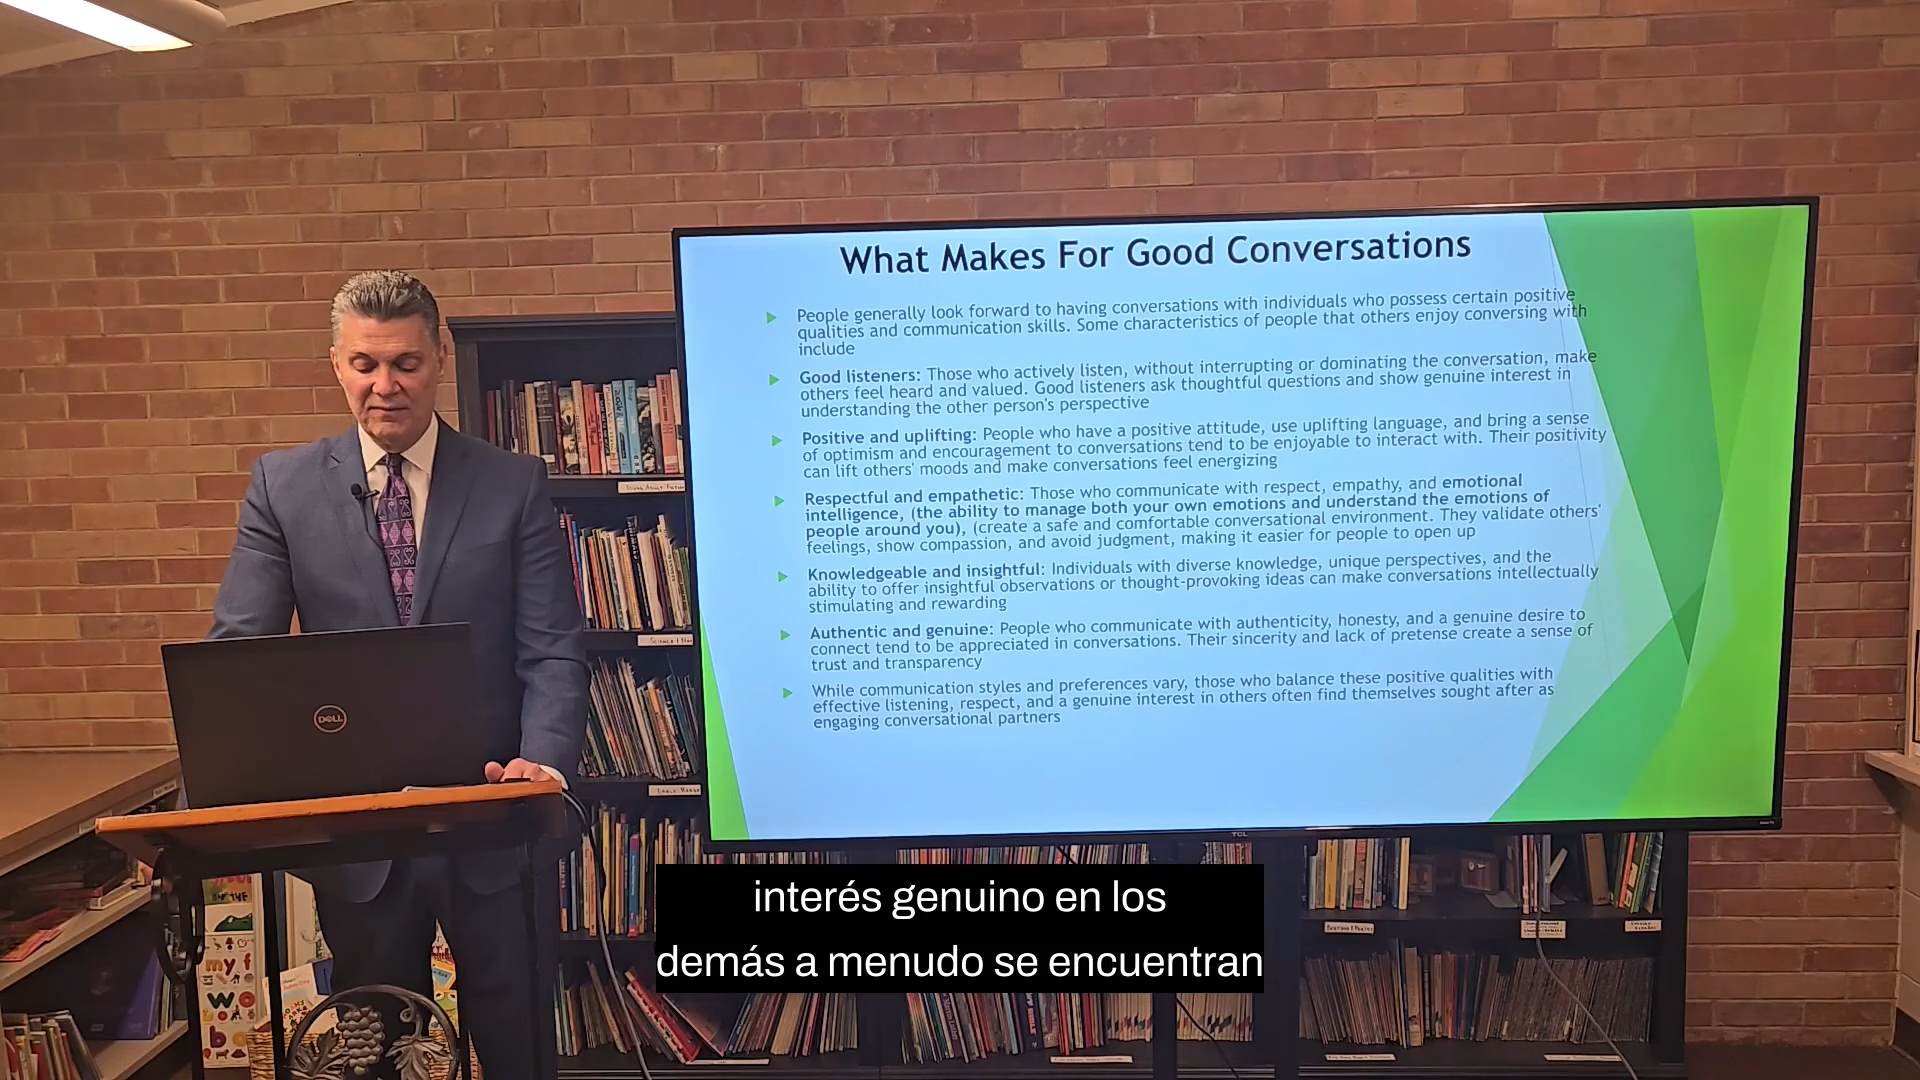 What Makes For Good Conversations
People generally look forward to having conversations with individuals who possess certain positive
qualities and communication skills. Some characteristics of people that others enjoy conversing with
include
Good listeners: Those who actively listen, without interrupting or dominating the conversation, make
others feel heard and valued. Good listeners ask thoughtful questions and show genuine interest in
understanding the other person's perspective
Positive and uplifting: People who have a positive attitude, use uplifting language, and bring a sense
of optimism and encouragement to conversations tend to be enjoyable to interact with. Their positivity
can lift others' moods and make conversations feel energizing
Respectful and empathetic: Those who communicate with respect, empathy, and emotional
intelligence, (the ability to manage both your own emotions and understand the emotions of
people around you), (create a safe and comfortable conversational environment. They validate others'
feelings, show compassion, and avoid judgment, making it easier for people to open up
Knowledgeable and insightful: Individuals with diverse knowledge, unique perspectives, and the
ability to offer insightful observations or thought-provoking ideas can make conversations intellectually
stimulating and rewarding
Authentic and genuine: People who communicate with authenticity, honesty, and a genuine desire to
connect tend to be appreciated in conversations. Their sincerity and lack of pretense create a sense of
trust and transparency
While communication styles and preferences vary, those who balance these positive qualities with
effective listening, respect, and a genuine interest in others often find themselves sought after as
engaging conversational partners
TCL
DELL
Young Adult Fiction
my f
wo
interés genuino en los
demás a menudo se encuentran